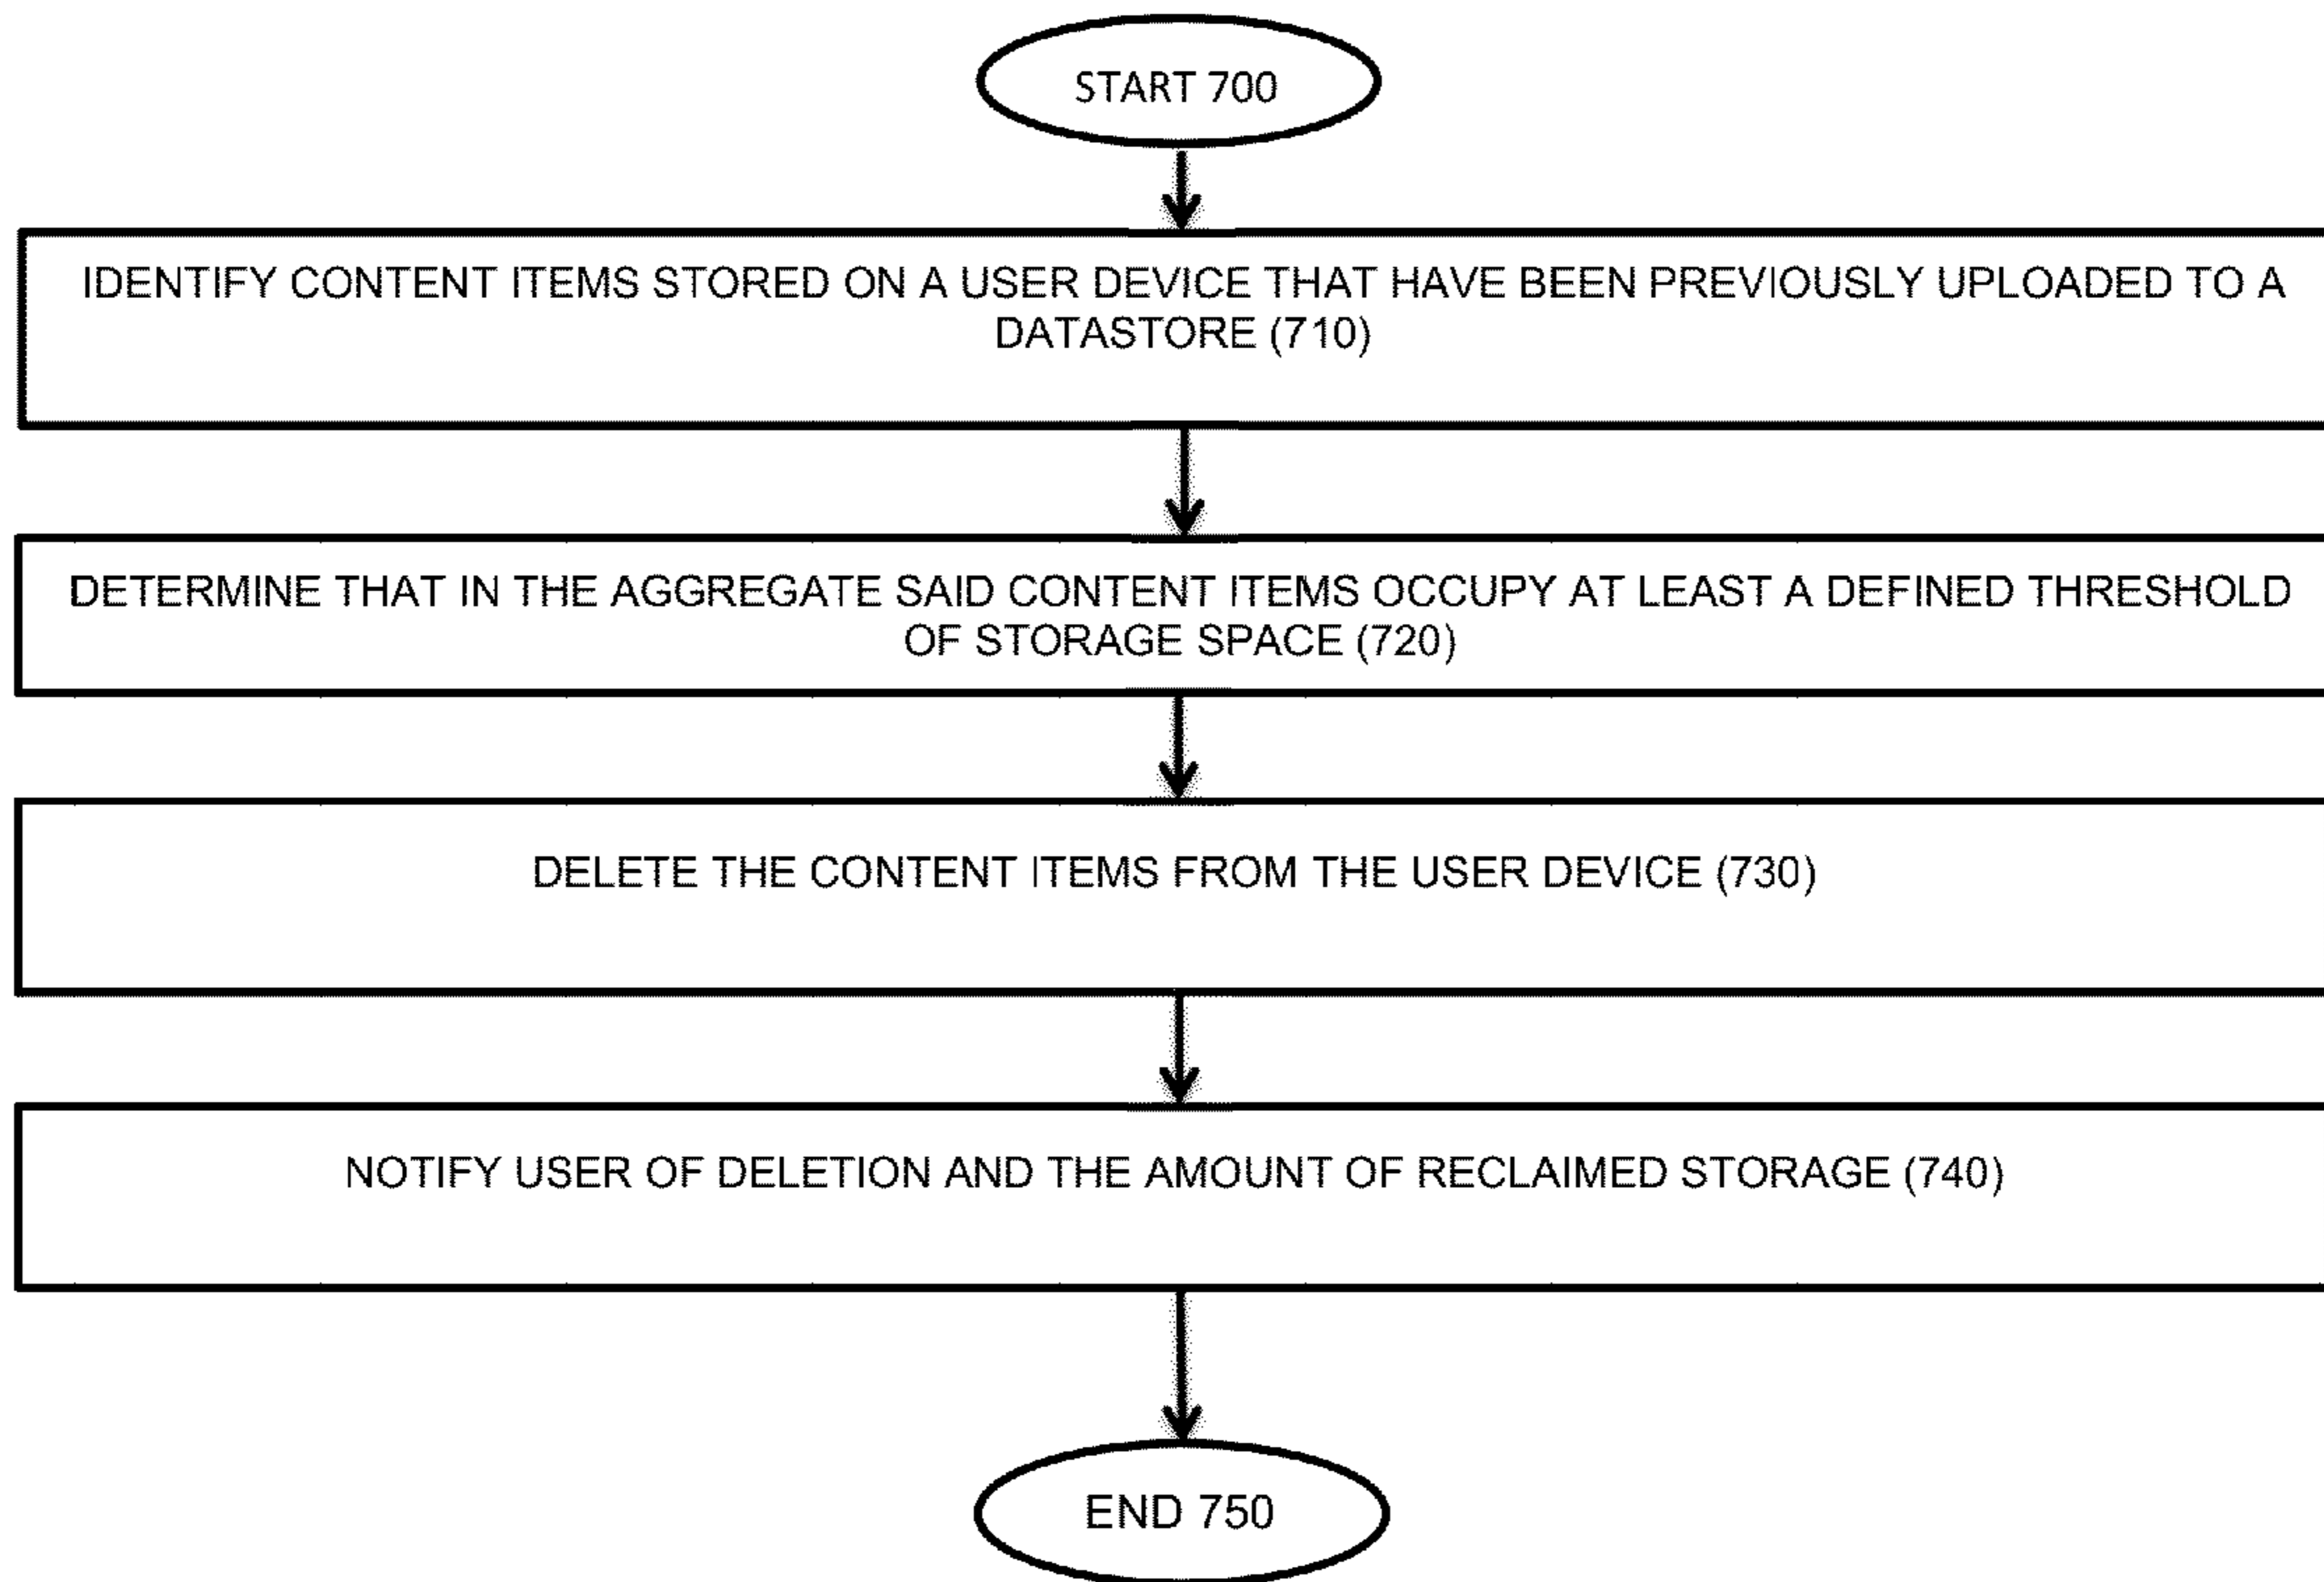 START 700
IDENTIFY CONTENT ITEMS STORED ON A USER DEVICE THAT HAVE BEEN PREVIOUSLY UPLOADED TO A
DATASTORE (710)
DETERMINE THAT IN THE AGGREGATE SAID CONTENT ITEMS OCCUPY AT LEAST A DEFINED THRESHOLD
OF STORAGE SPACE (720)
DELETE THE CONTENT ITEMS FROM THE USER DEVICE (730)
NOTIFY USER OF DELETION AND THE AMOUNT OF RECLAIMED STORAGE (740)
END 750